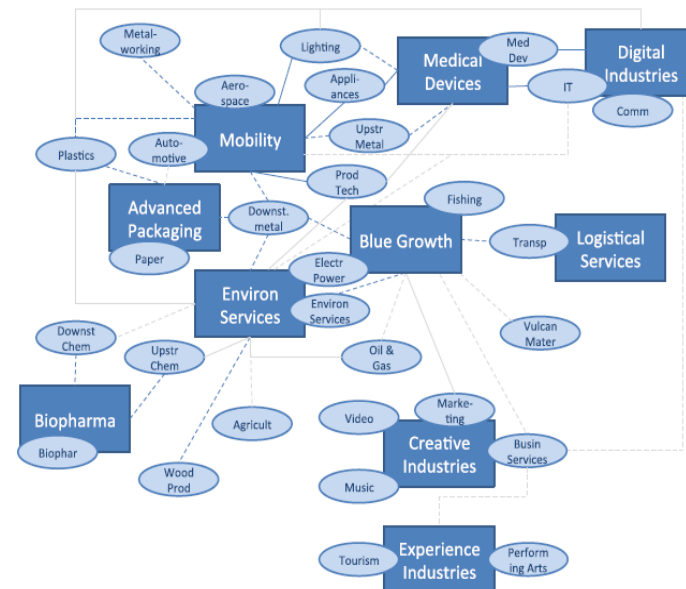 Metal-
working
Lighting
Medical
Devices
Med
Dev
Digital
Industries
Aero-
space
Appli-
ances
IT
Comm
Mobility
Upstr
Metal
Plastics
Auto-
motive
Prod
Tech
Advanced
Packaging
Downst.
metal
Fishing
Blue Growth
Transp
Logistical
Services
Paper
Electr
Power
Environ
Services
Environ
Services
Downst
Chem
Upstr
Chem
Oil &
Gas
Vulcan
Mater
Biopharma
Biophar
Agricult
Video
Marke-
ting
Creative
Industries
Busin
Services
Wood
Prod
Music
Tourism
Experience
Industries
Perform
ing Arts